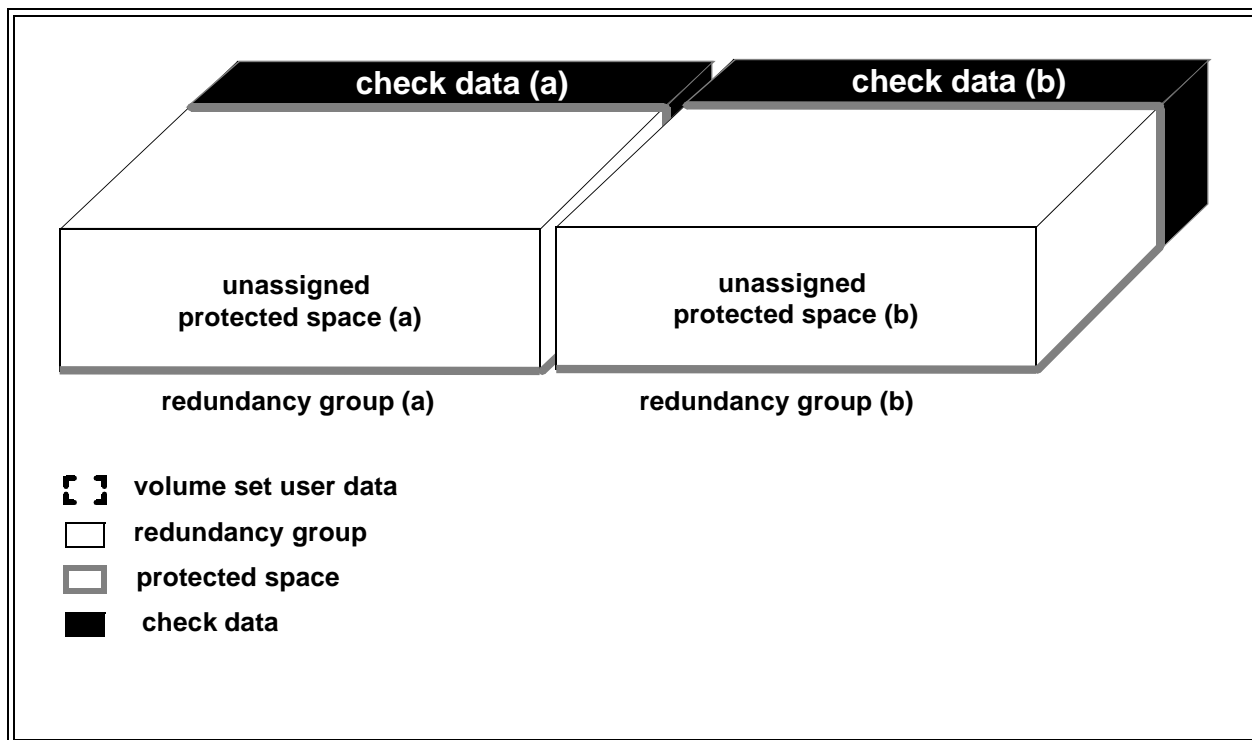 check data (a)
check data (b)
unassigned
protected space (a)
unassigned
protected space (b)
redundancy group (a)
redundancy group (b)
volume set user data
redundancy group
protected space
check data